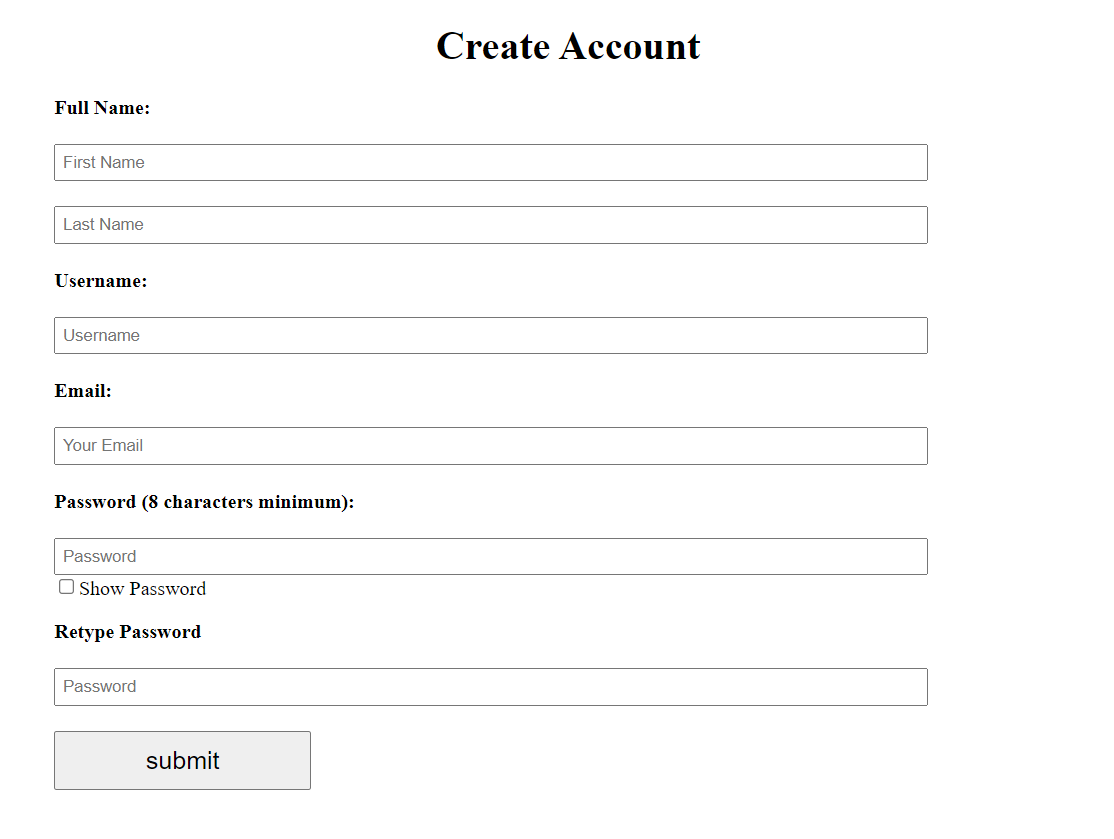 Create Account
Full Name:
First Name
Last Name
Username:
Username
Email:
Your Email
Password (8 characters minimum):
Password
Show Password
Retype Password
Password
submit